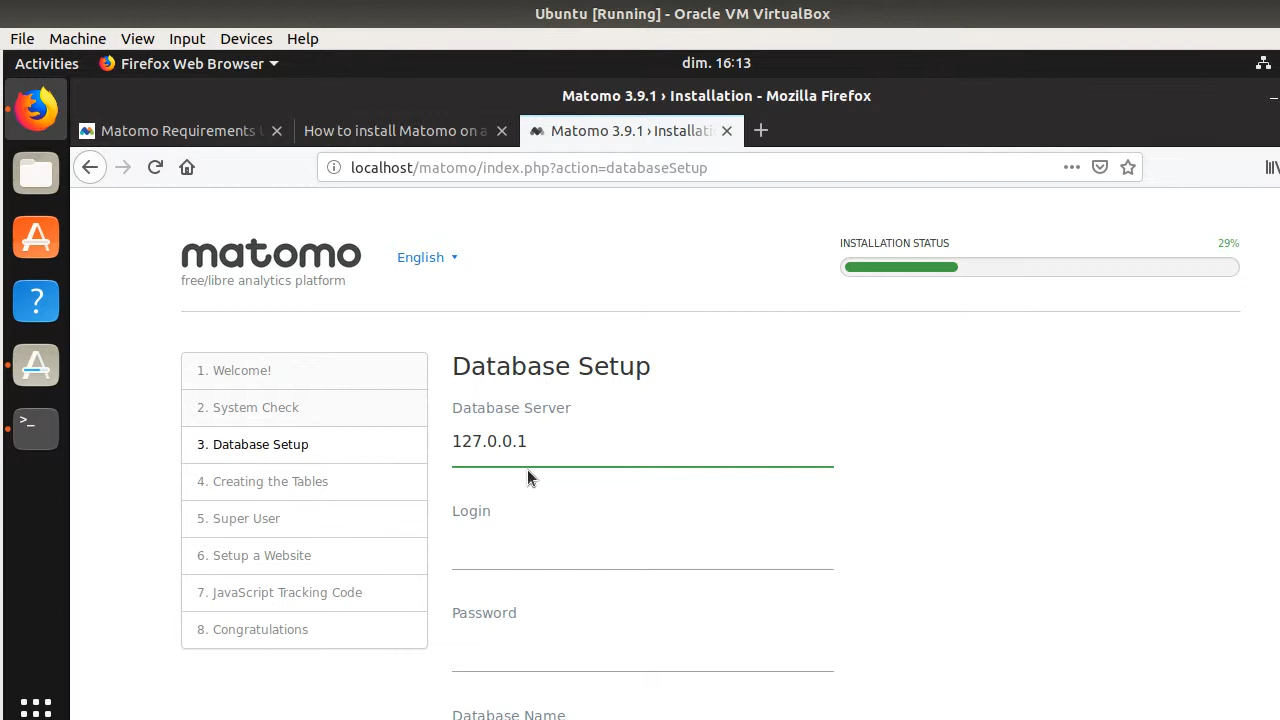 Ubuntu [Running] - Oracle VM VirtualBox
File Machine View Input Devices Help
Activities Firefox Web Browser dim. 16:13
Matomo 3.9.1 › Installation - Mozilla Firefox
Matomo Requirements How to install Matomo on a Matomo 3.9.1 › Installati
localhost/matomo/index.php?action=databaseSetup
matomo English
free/libre analytics platform
INSTALLATION STATUS 29%
1. Welcome!
2. System Check
3. Database Setup
4. Creating the Tables
5. Super User
6. Setup a Website
7. JavaScript Tracking Code
8. Congratulations
Database Setup
Database Server
127.0.0.1
Login
Password
Database Name